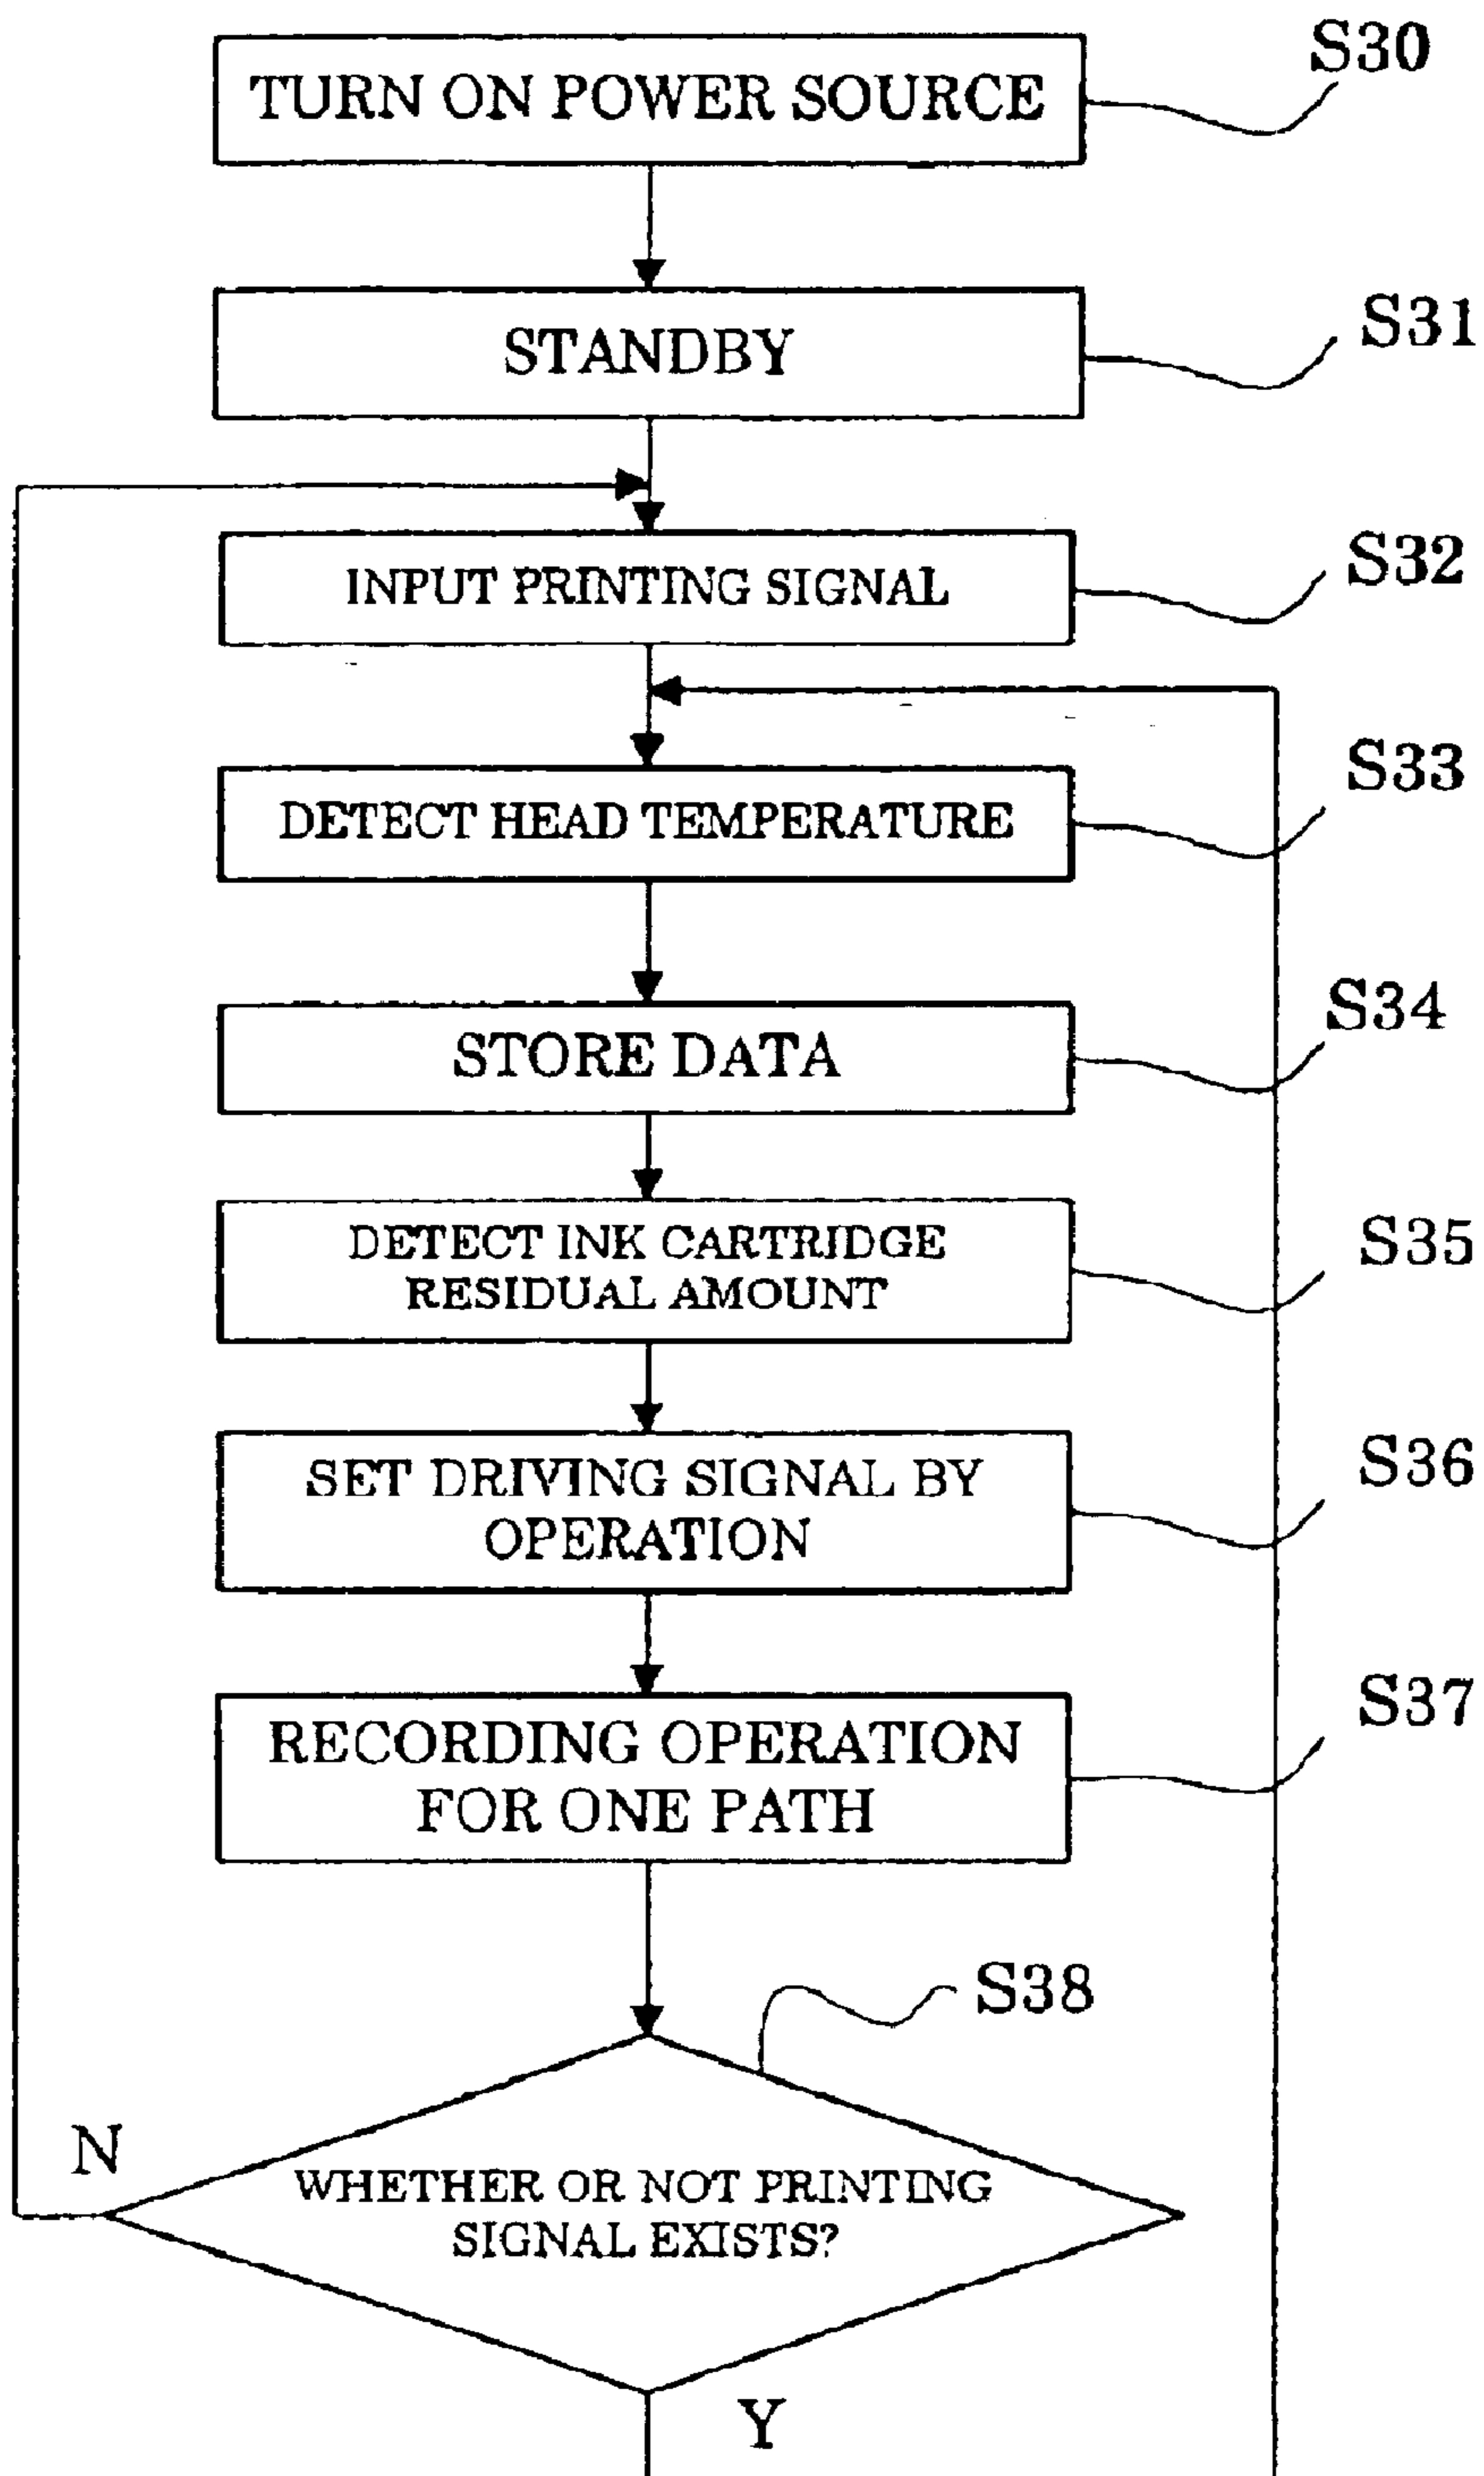 TURN ON POWER SOURCE
S30
STANDBY
S31
INPUT PRINTING SIGNAL
S32
DETECT HEAD TEMPERATURE
S33
STORE DATA
S34
DETECT INK CARTRIDGE
RESIDUAL AMOUNT
S35
SET DRIVING SIGNAL BY
OPERATION
S36
RECORDING OPERATION
FOR ONE PATH
S37
S38
N
WHETHER OR NOT PRINTING
SIGNAL EXISTS?
Y